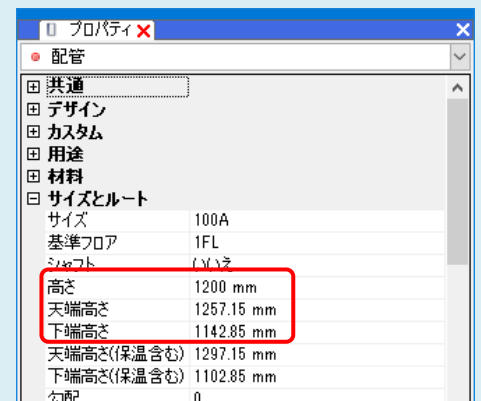 プロパティ
配管
共通
デザイン
カスタム
用途
材料
サイズとルート
サイズ 100A
基準フロア 1FL
シャフト いいえ
高さ 1200 mm
天端高さ 1257.15 mm
下端高さ 1142.85 mm
天端高さ(保温含む) 1297.15 mm
下端高さ(保温含む) 1102.85 mm
勾配 0